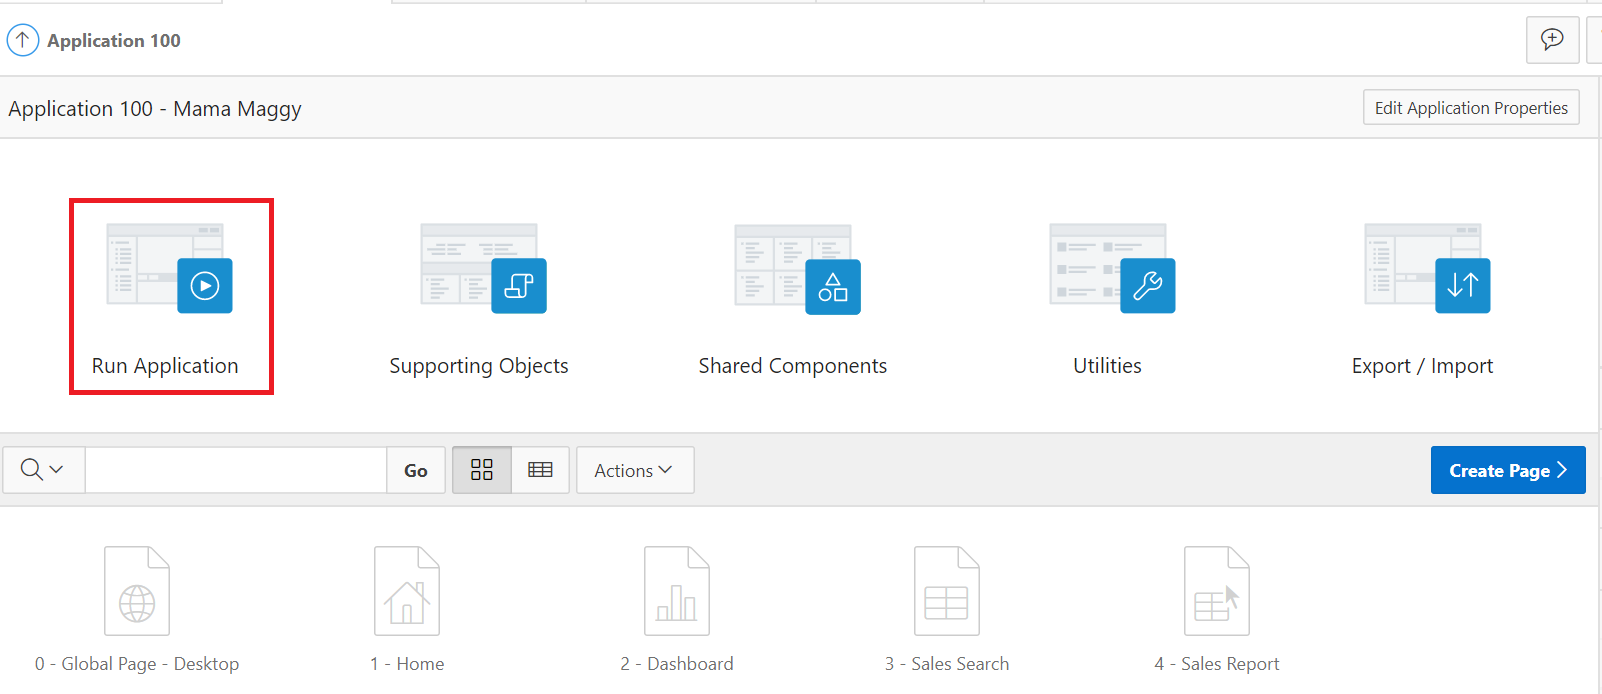 Application 100
Application 100 - Mama Maggy
Edit Application Properties
Run Application
Supporting Objects
Shared Components
Utilities
Export / Import
Go
Actions
Create Page
0 - Global Page - Desktop
1 - Home
2 - Dashboard
3 - Sales Search
4 - Sales Report